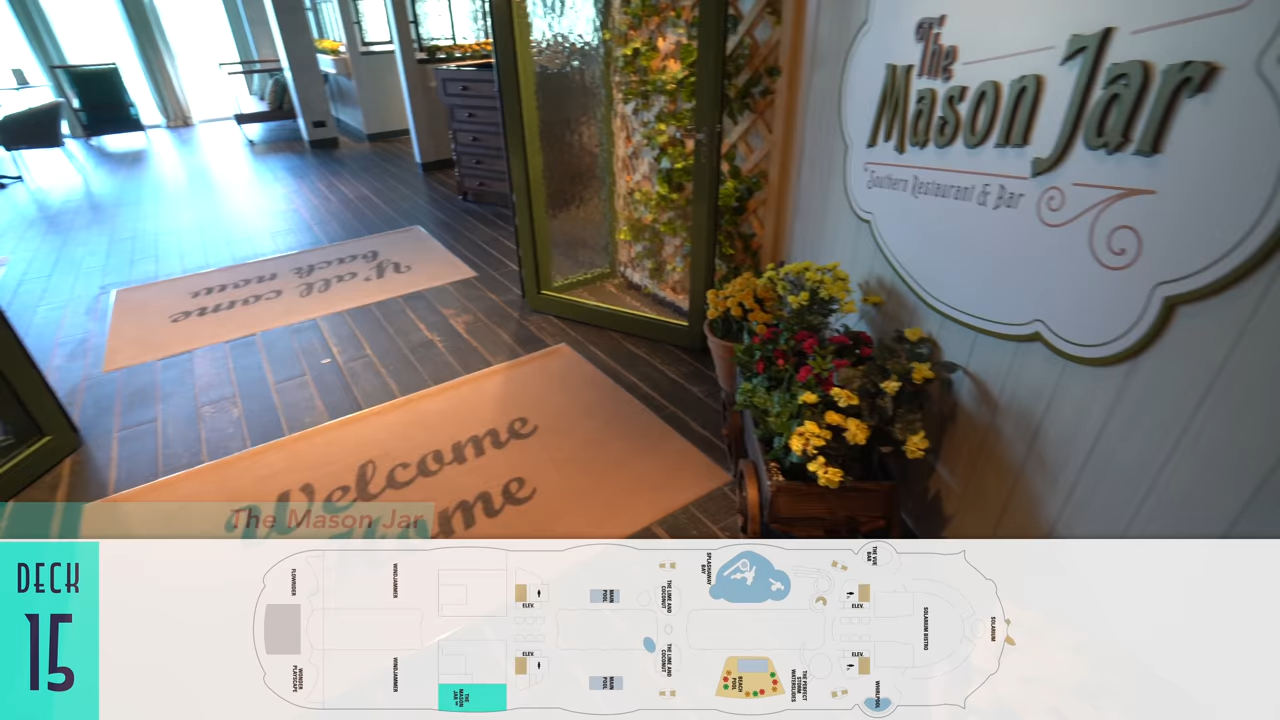 The
Mason Jar
Southern Restaurant & Bar
Y'all come
back now
Welcome
Home
The Mason Jar
DECK
15
FLOWRIDER
WINDJAMMER
ELEV.
MAIN
POOL
THE LIME AND
COCONUT
SPLASHAWAY
BAY
ELEV.
THE VUE
BAR
SOLARIUM BISTRO
SOLARIUM
WONDER
PLAYSCAPE
WINDJAMMER
THE
MASON
JAR
ELEV.
MAIN
POOL
THE LIME AND
COCONUT
BEACH
POOL
THE PERFECT
STORM
WATERSLIDES
ELEV.
WHIRLPOOL